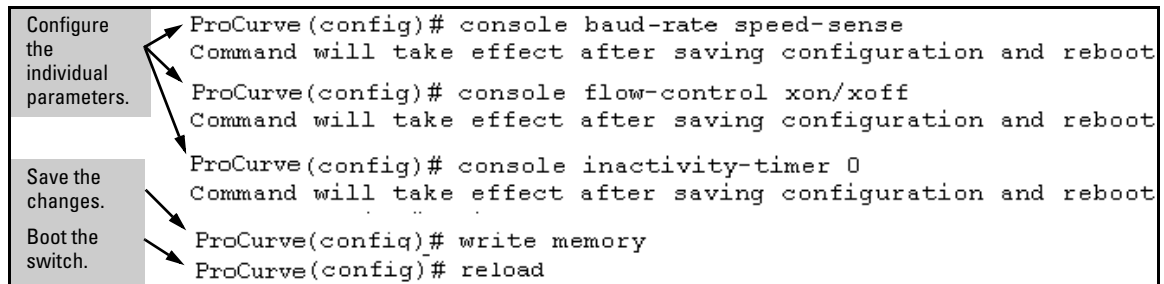 Configure
the
individual
parameters.
ProCurve(config)# console baud-rate speed-sense
Command will take effect after saving configuration and reboot
ProCurve(config)# console flow-control xon/xoff
Command will take effect after saving configuration and reboot
ProCurve(config)# console inactivity-timer 0
Command will take effect after saving configuration and reboot
Save the
changes.
ProCurve(config)# write memory
Boot the
switch.
ProCurve(config)# reload